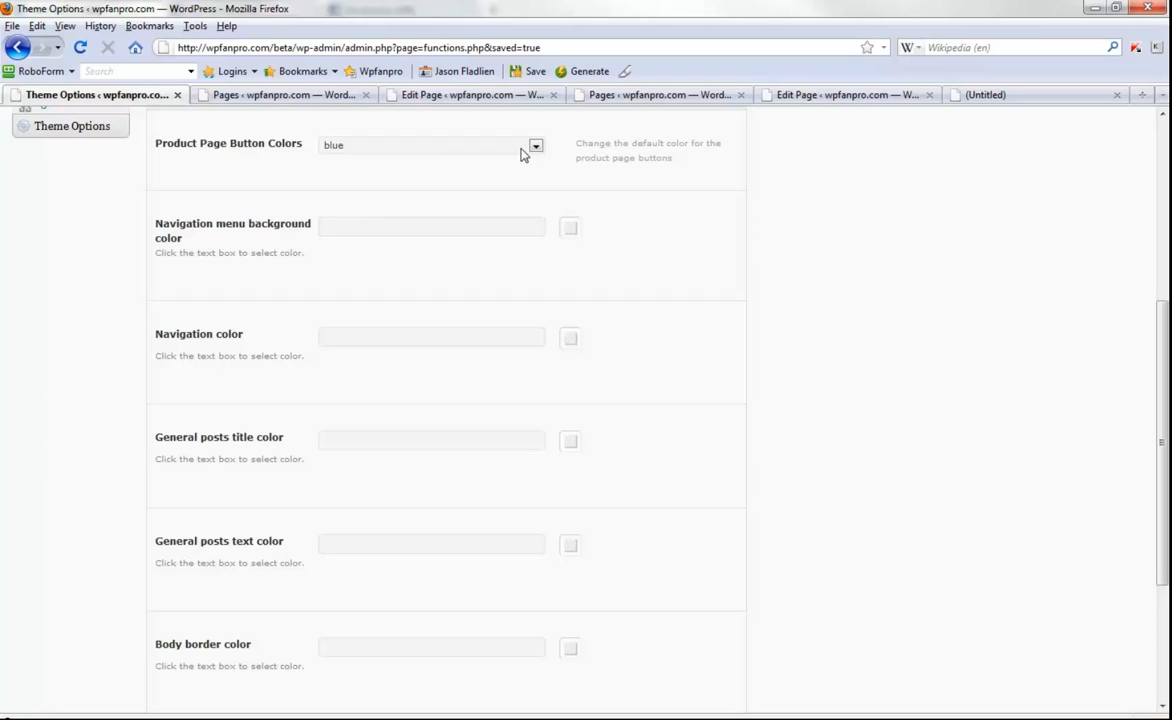 Theme Options ‹ wpfanpro.com — WordPress - Mozilla Firefox
File Edit View History Bookmarks Tools Help
http://wpfanpro.com/beta/wp-admin/admin.php?page=functions.php&saved=true
W Wikipedia (en)
RoboForm Search Logins Bookmarks Wpfanpro Jason Fladlien Save Generate
Theme Options ‹ wpfanpro.co... Pages ‹ wpfanpro.com — Word... Edit Page ‹ wpfanpro.com — W... Pages ‹ wpfanpro.com — Word... Edit Page ‹ wpfanpro.com — W... (Untitled)
Theme Options
Product Page Button Colors blue Change the default color for the
product page buttons
Navigation menu background
color
Click the text box to select color.
Navigation color
Click the text box to select color.
General posts title color
Click the text box to select color.
General posts text color
Click the text box to select color.
Body border color
Click the text box to select color.